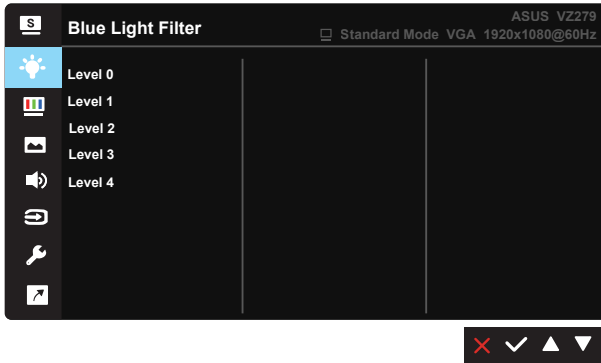 S
Blue Light Filter
ASUS VZ279
Standard Mode VGA 1920x1080@60Hz
Level 0
Level 1
Level 2
Level 3
Level 4